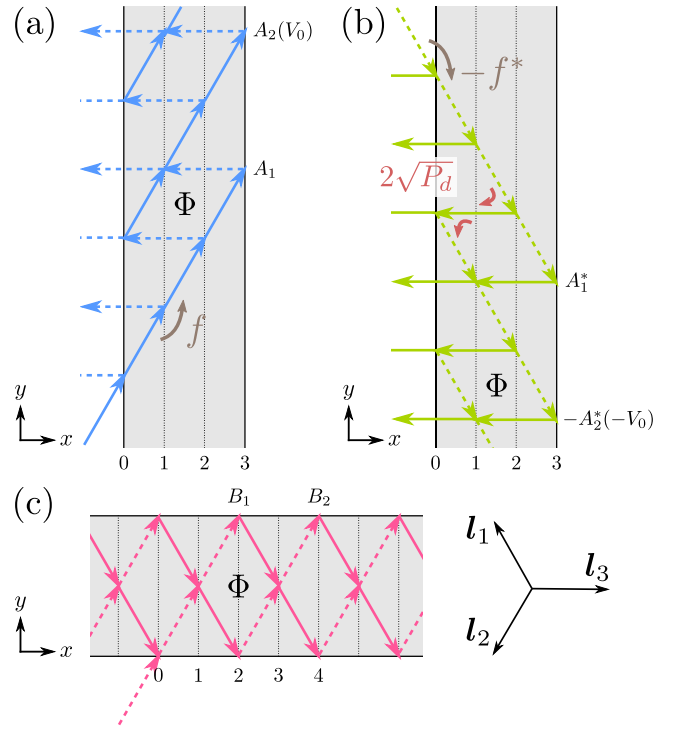 (a)
A₂(V₀)
A₁
Φ
f
y
x
0 1 2 3
(b)
−f*
2√P_d
A₁*
Φ
−A₂*(−V₀)
y
x
0 1 2 3
(c)
B₁ B₂
Φ
y
x
0 1 2 3 4
l₁
l₃
l₂